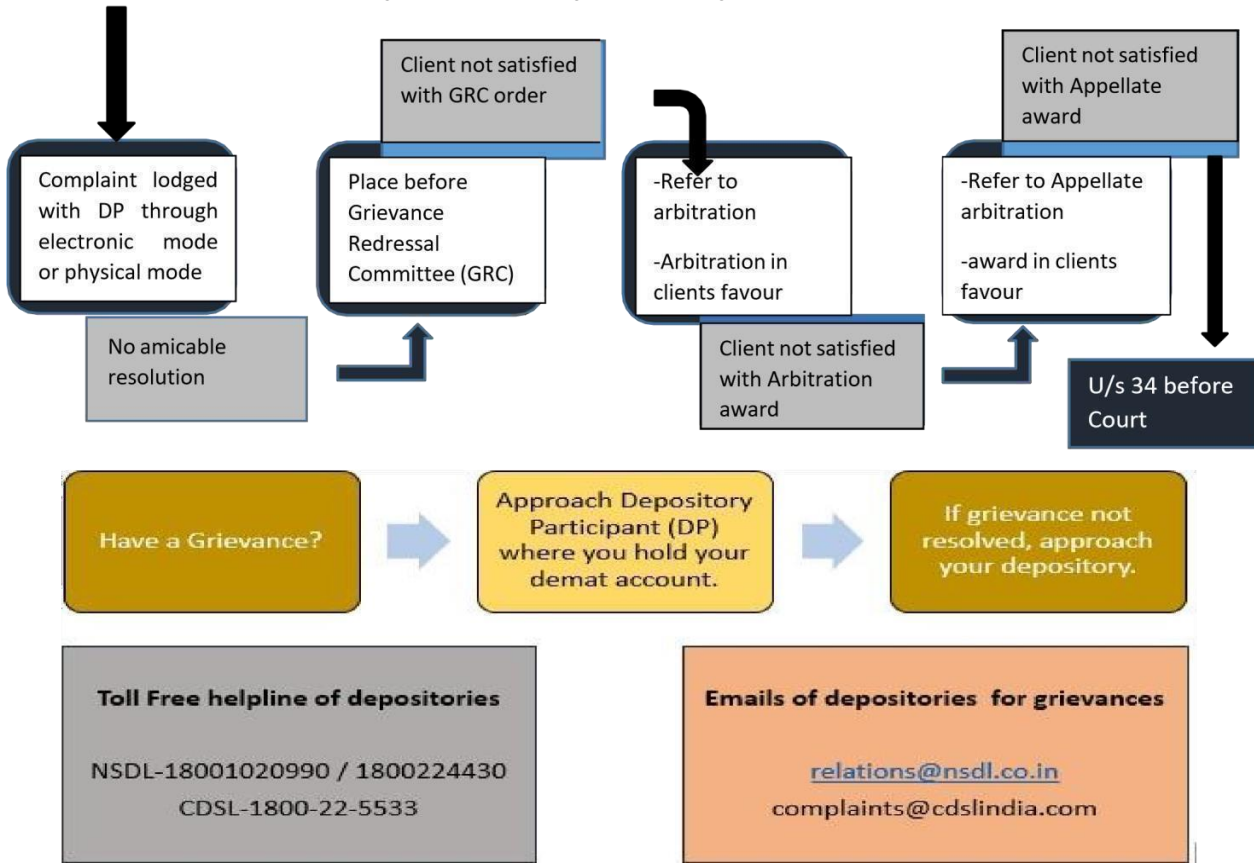 Complaint lodged
with DP through
electronic mode
or physical mode
No amicable
resolution
Place before
Grievance
Redressal
Committee (GRC)
Client not satisfied
with GRC order
-Refer to
arbitration
-Arbitration in
clients favour
Client not satisfied
with Arbitration
award
-Refer to Appellate
arbitration
-award in clients
favour
Client not satisfied
with Appellate
award
U/s 34 before
Court
Have a Grievance?
Approach Depository
Participant (DP)
where you hold your
demat account.
If grievance not
resolved, approach
your depository.
Toll Free helpline of depositories
NSDL-18001020990 / 1800224430
CDSL-1800-22-5533
Emails of depositories for grievances
relations@nsdl.co.in
complaints@cdslindia.com